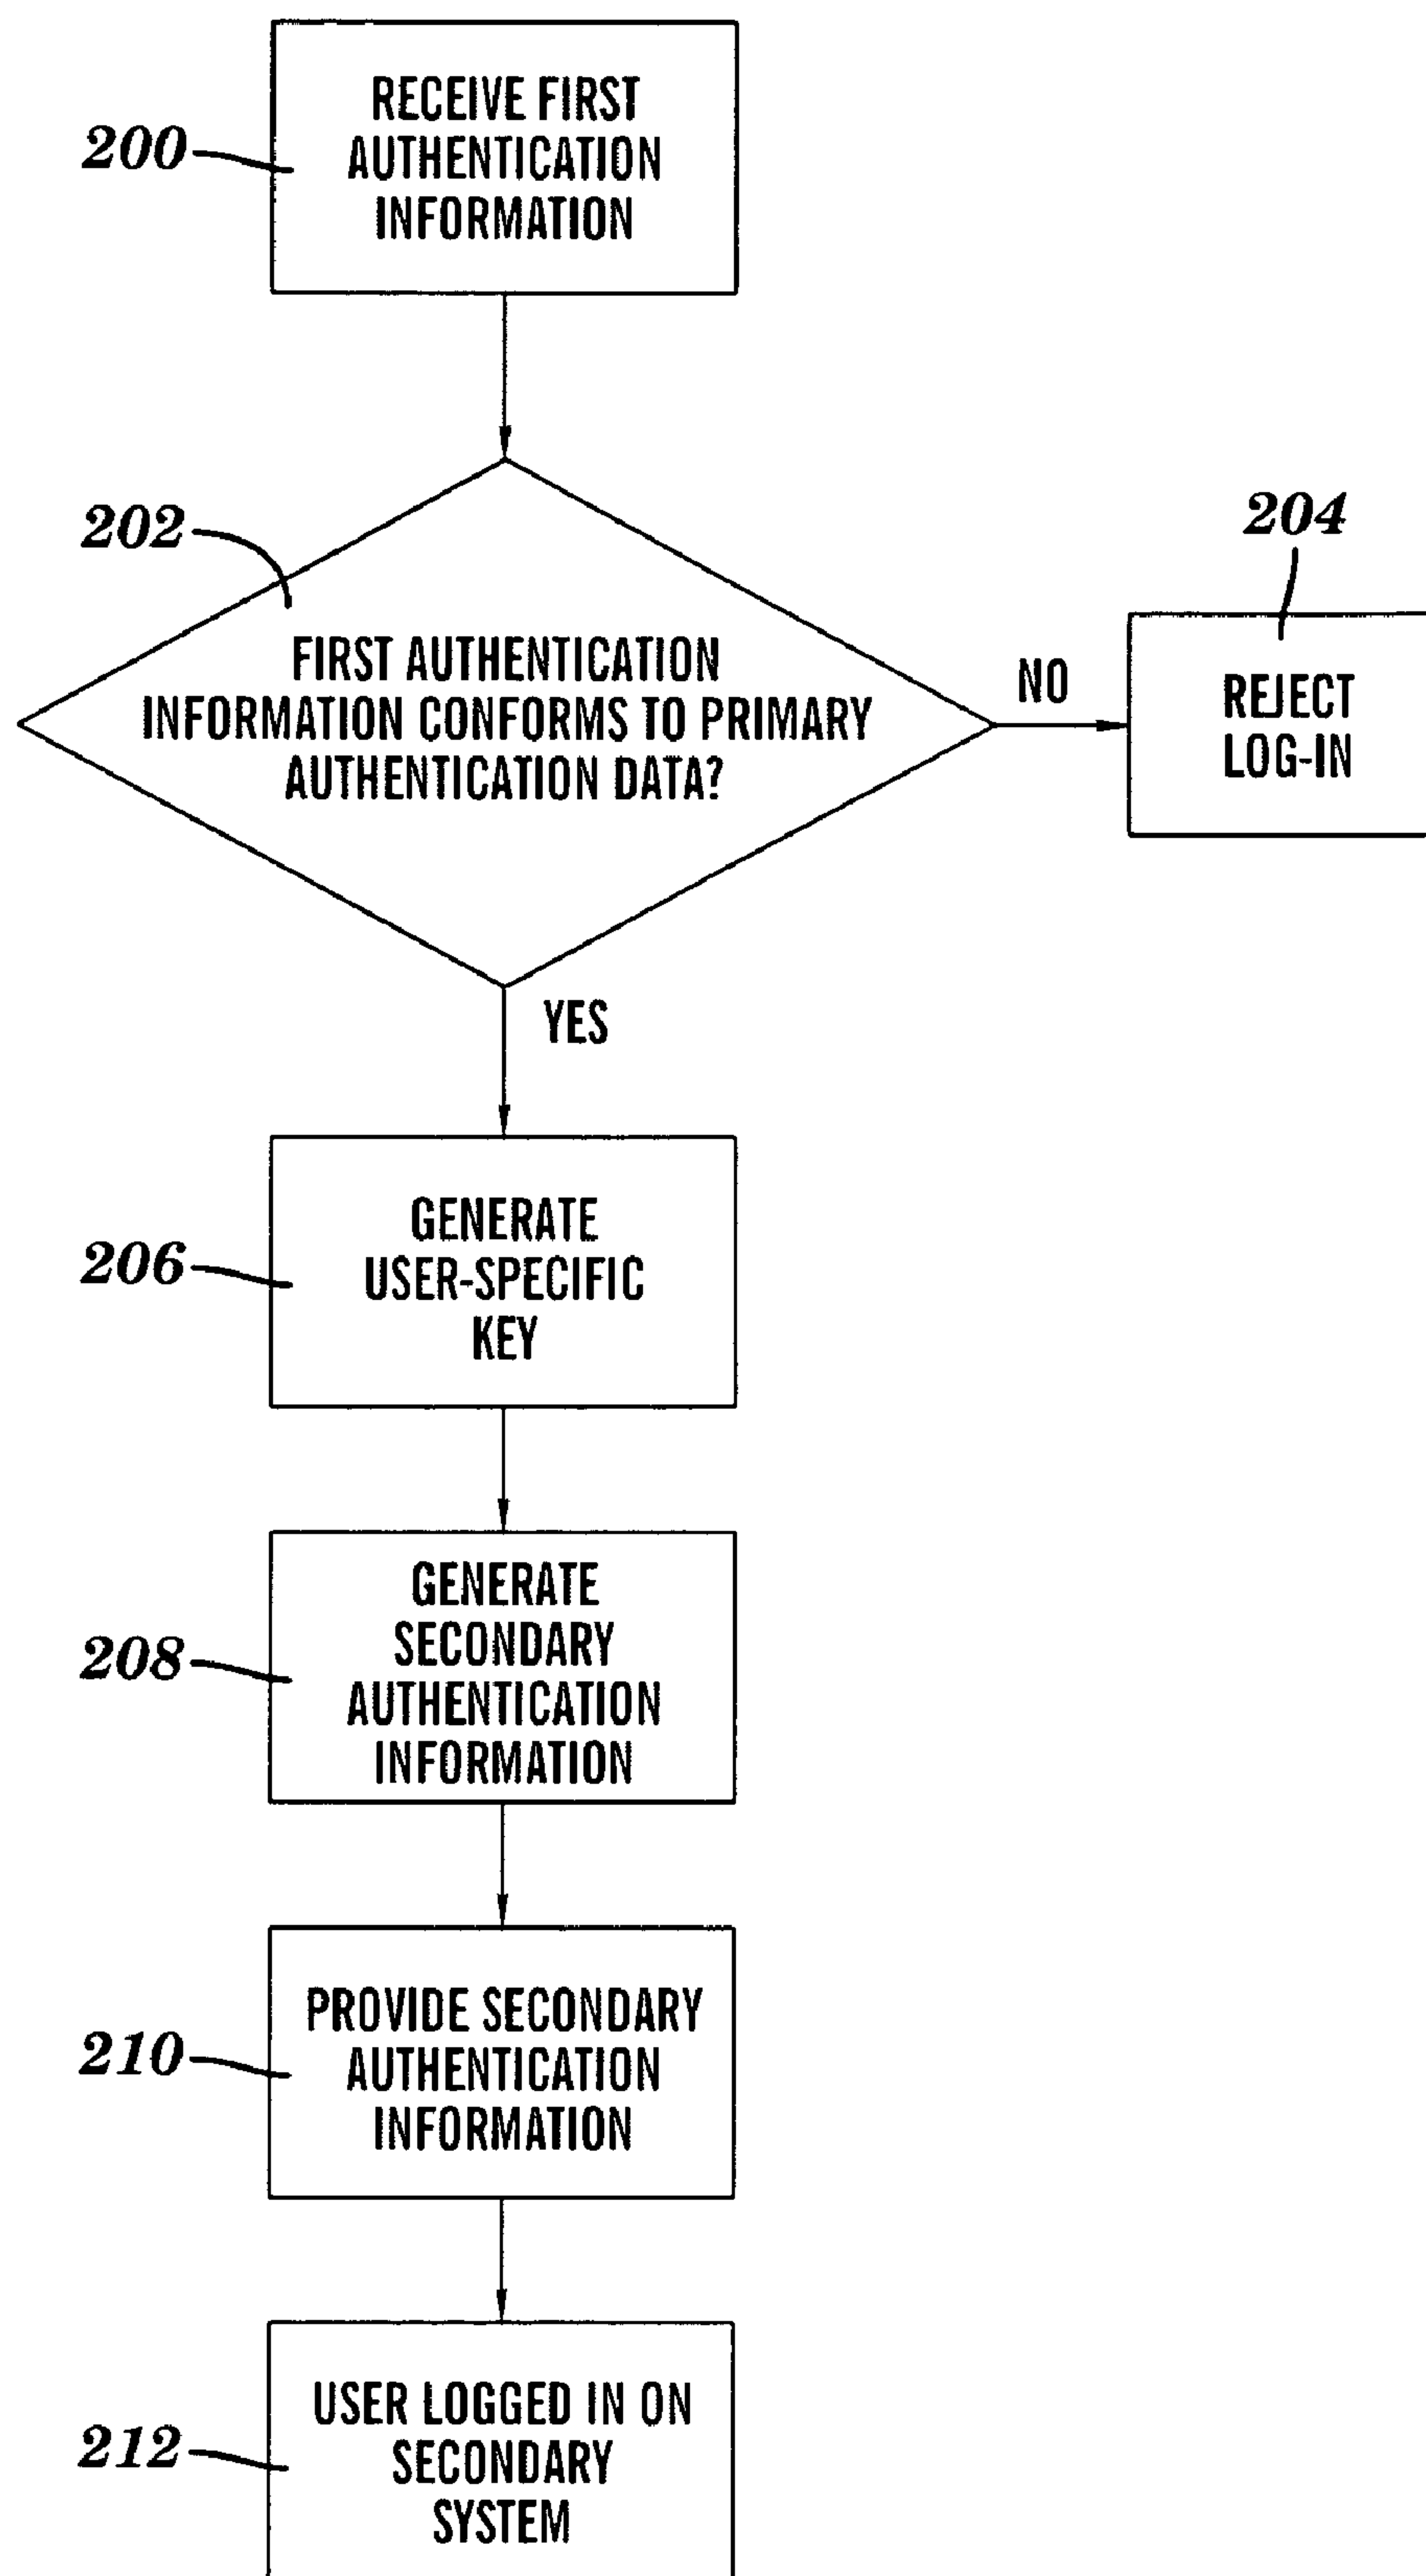 200
RECEIVE FIRST
AUTHENTICATION
INFORMATION
202
FIRST AUTHENTICATION
INFORMATION CONFORMS TO PRIMARY
AUTHENTICATION DATA?
NO
204
REJECT
LOG-IN
YES
206
GENERATE
USER-SPECIFIC
KEY
208
GENERATE
SECONDARY
AUTHENTICATION
INFORMATION
210
PROVIDE SECONDARY
AUTHENTICATION
INFORMATION
212
USER LOGGED IN ON
SECONDARY
SYSTEM